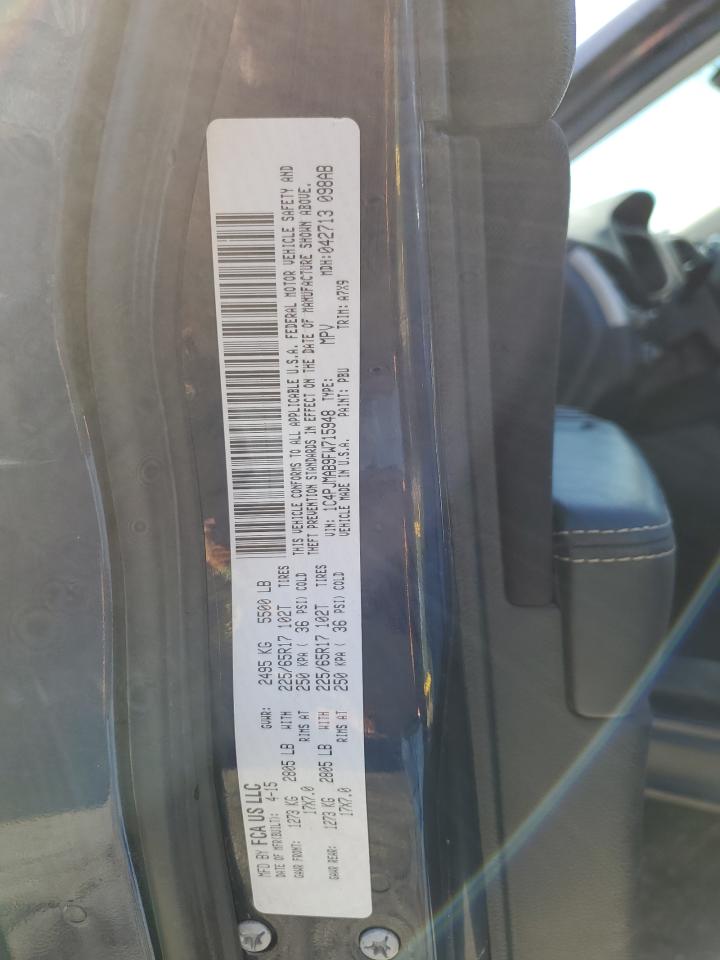 MFD BY FCA US LLC
DATE OF MFR(BUILT): 4-15 GVWR: 2495 KG 5500 LB
GAWR FRONT: 1273 KG 2805 LB WITH 225/65R17 102T TIRES
17X7.0 RIMS AT 250 KPA ( 36 PSI) COLD
GAWR REAR: 1273 KG 2805 LB WITH 225/65R17 102T TIRES
17X7.0 RIMS AT 250 KPA ( 36 PSI) COLD
THIS VEHICLE CONFORMS TO ALL APPLICABLE U.S.A. FEDERAL MOTOR VEHICLE SAFETY AND
THEFT PREVENTION STANDARDS IN EFFECT ON THE DATE OF MANUFACTURE SHOWN ABOVE.
VIN: 1C4PJMAB9FW715948 TYPE: MPV MDH:042713 098AB
VEHICLE MADE IN U.S.A. PAINT: PBU TRIM: A7X9